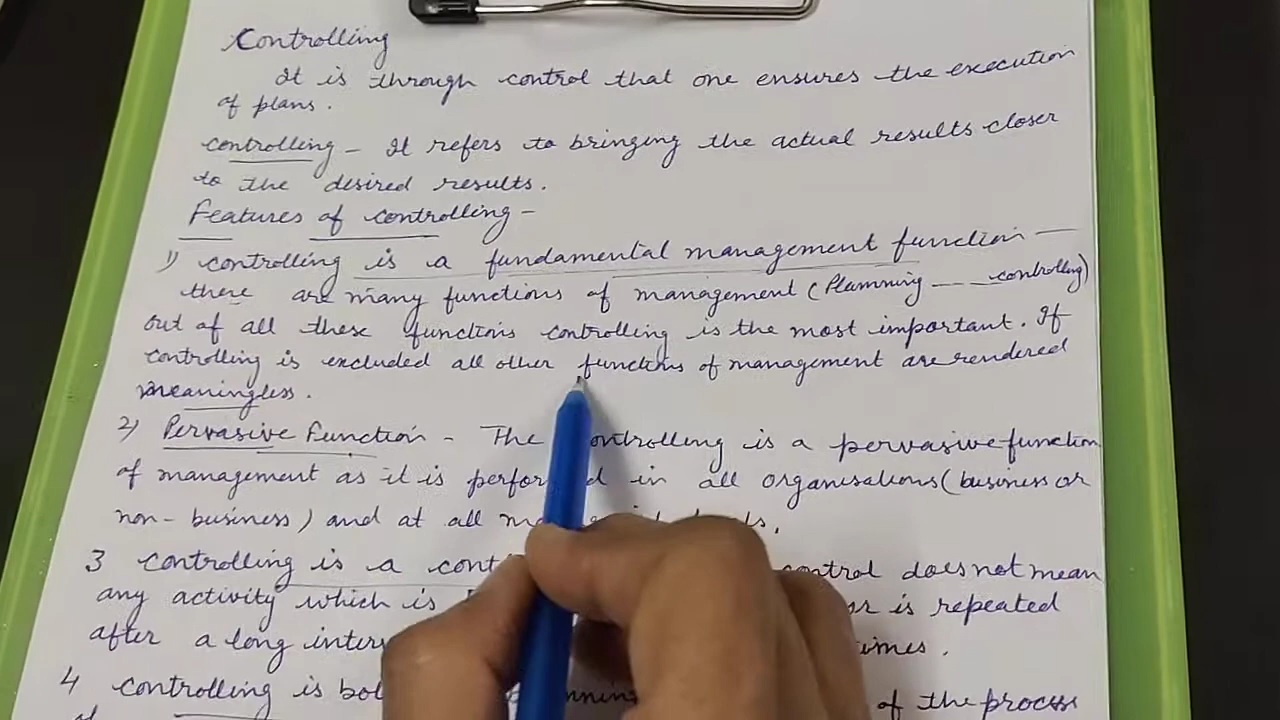 Controlling
It is through control that one ensures the execution
of plans.
controlling - It refers to bringing the actual results closer
to the desired results.
Features of controlling -
1) controlling is a fundamental management function -
there are many functions of management (Planning _ _ _ controlling)
out of all these functions controlling is the most important. If
controlling is excluded all other functions of management are rendered
meaningless.
2) Pervasive Function - The controlling is a pervasive function
of management as it is performed in all organisations (business or
non-business) and at all
3 controlling is a control does not mean
any activity which is is repeated
after a long times.
4 controlling is of the process